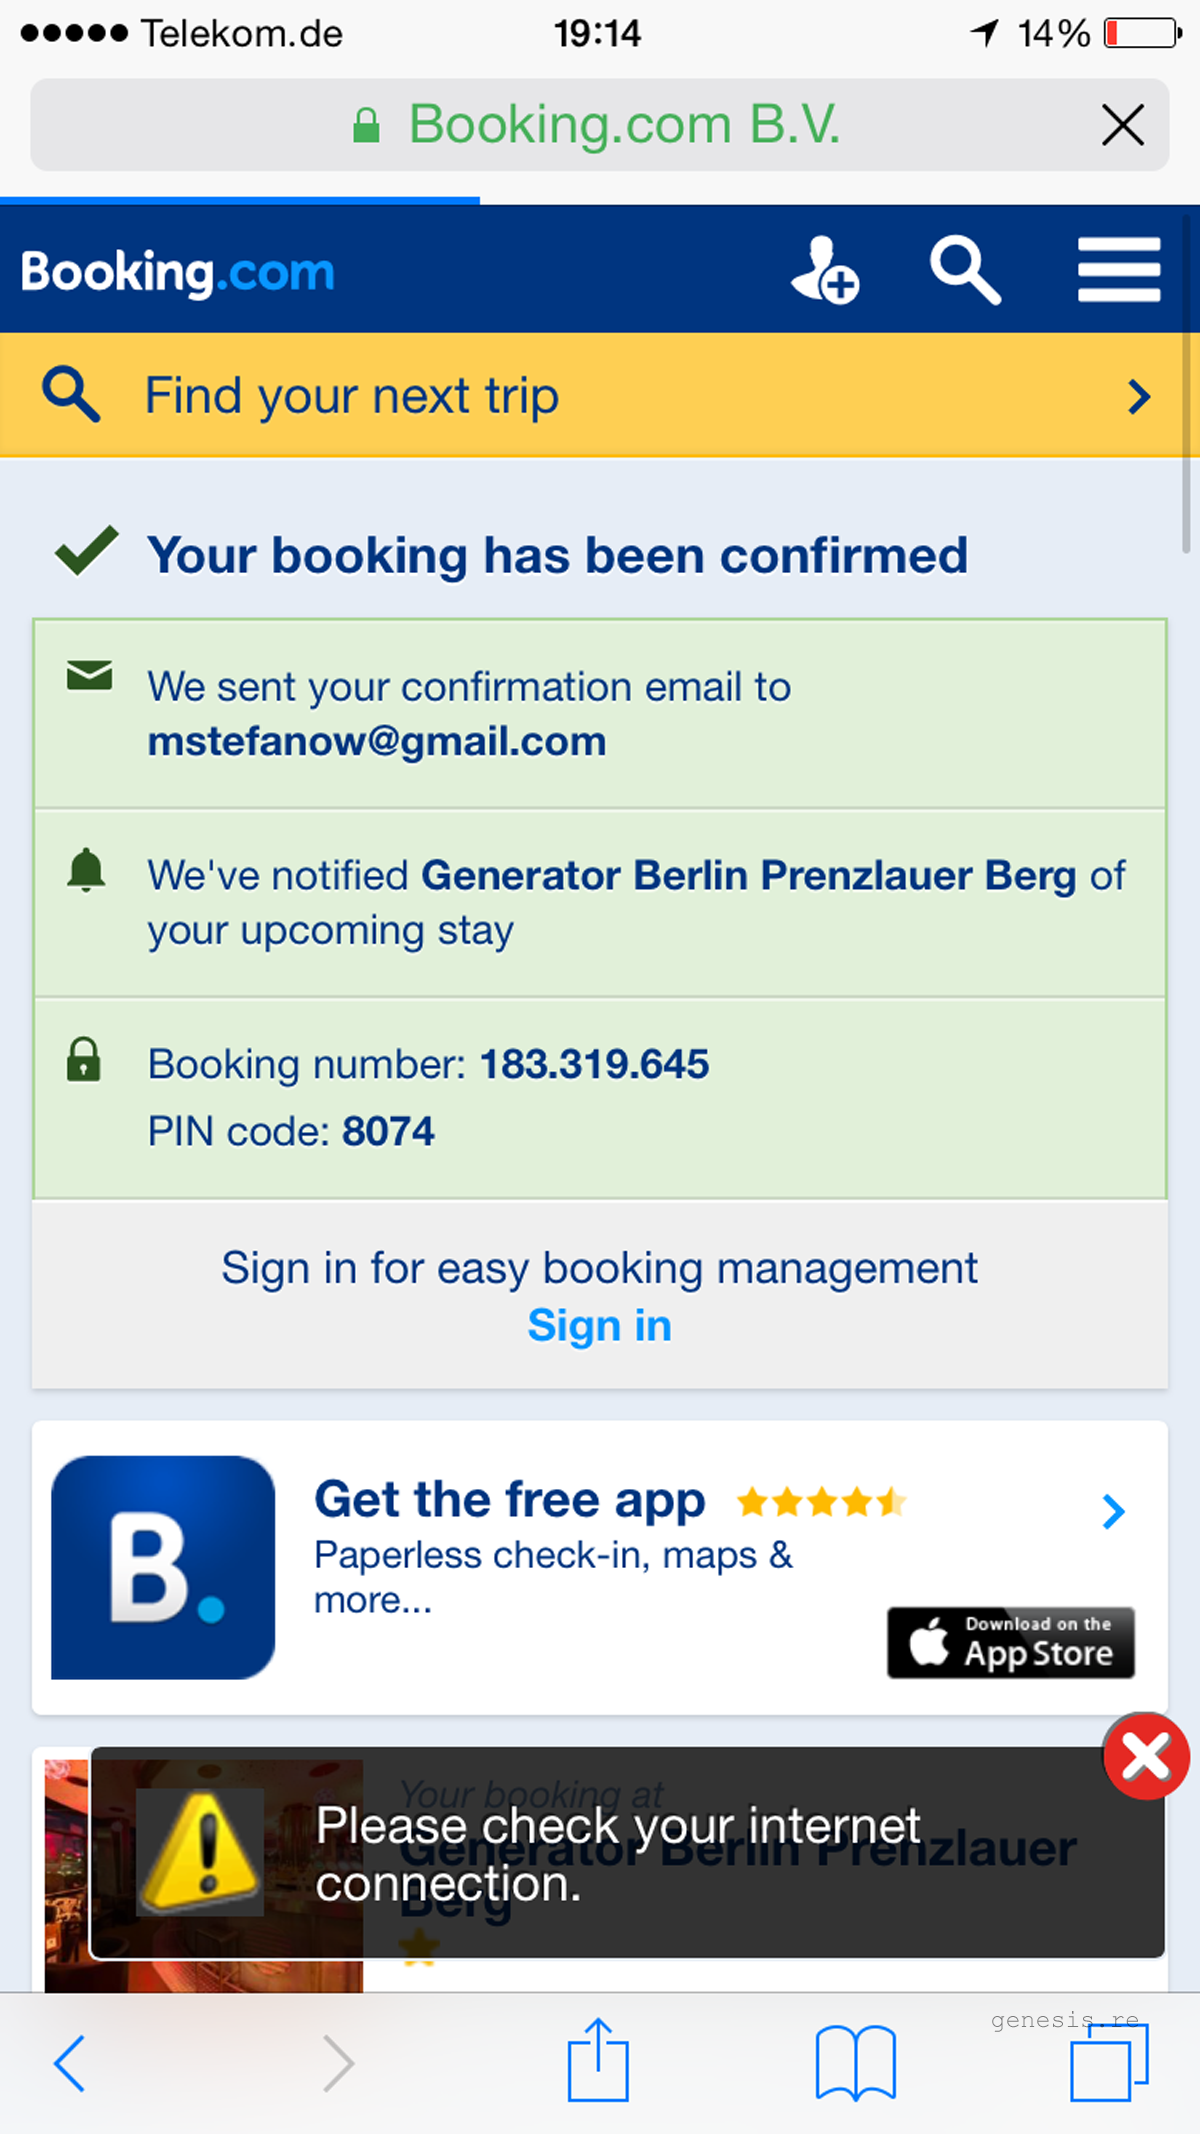 Telekom.de 19:14 14%
Booking.com B.V.
Booking.com
Find your next trip
Your booking has been confirmed
We sent your confirmation email to
mstefanow@gmail.com
We've notified Generator Berlin Prenzlauer Berg of
your upcoming stay
Booking number: 183.319.645
PIN code: 8074
Sign in for easy booking management
Sign in
B.
Get the free app
Paperless check-in, maps &
more...
Download on the
App Store
Your booking at
Generator Berlin Prenzlauer
Berg
Please check your internet
connection.
genesis.re